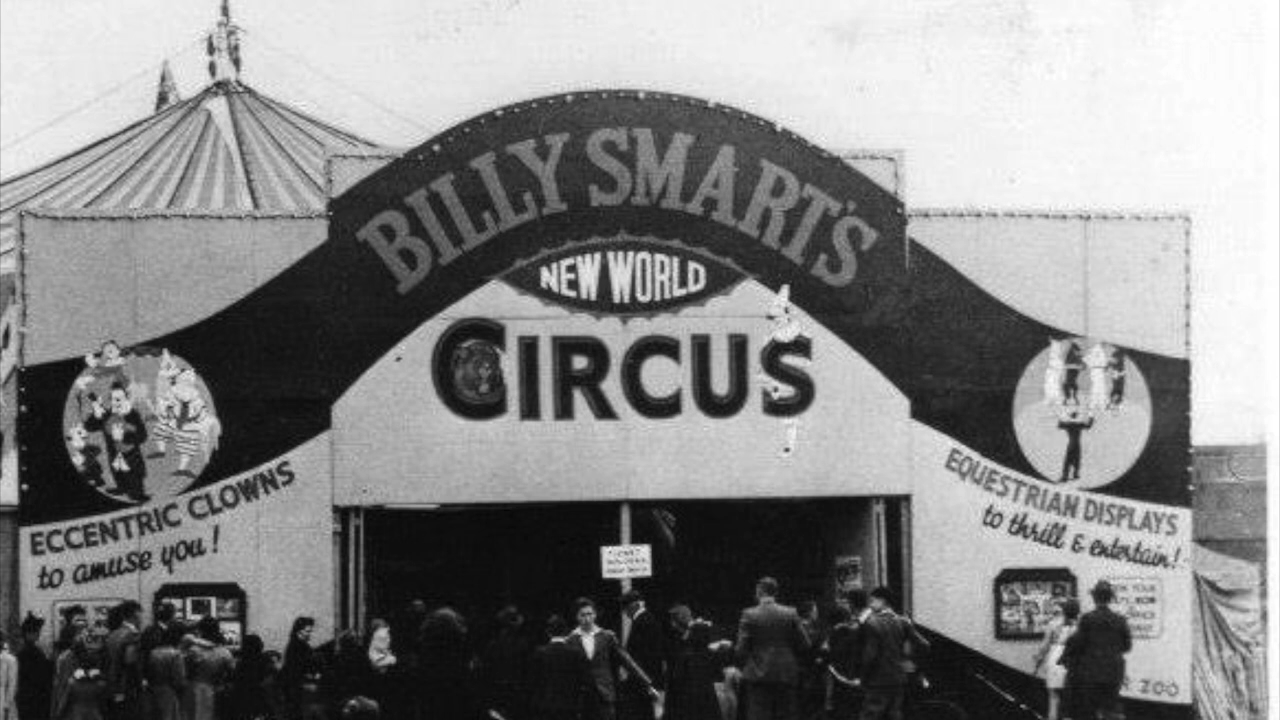 BILLY SMART'S
NEW WORLD
CIRCUS
ECCENTRIC CLOWNS
to amuse you!
EQUESTRIAN DISPLAYS
to thrill & entertain!
ZOO